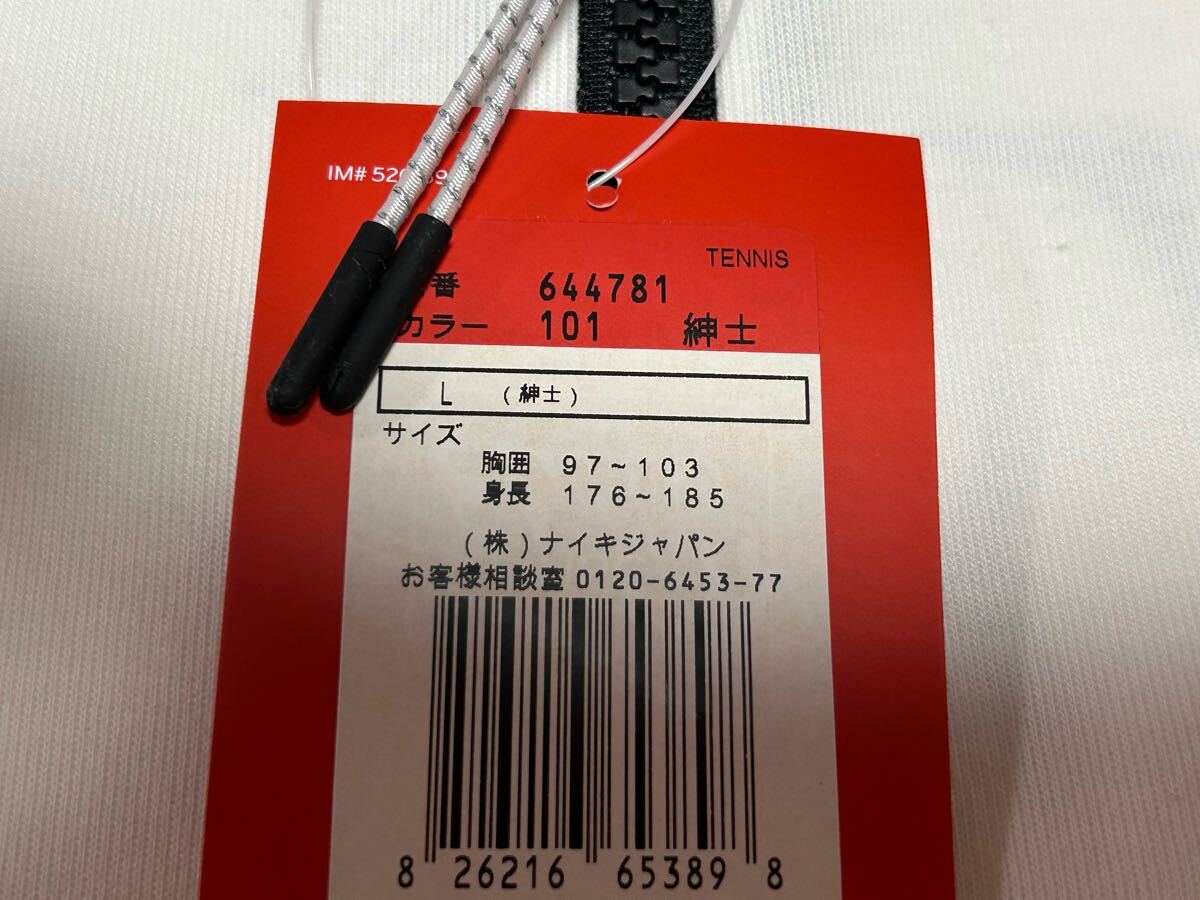 IM# 520
TENNIS
番 644781
カラー 101 紳士
L (紳士)
サイズ
胸囲 97~103
身長 176~185
(株)ナイキジャパン
お客様相談室 0120-6453-77
8 26216 65389 8